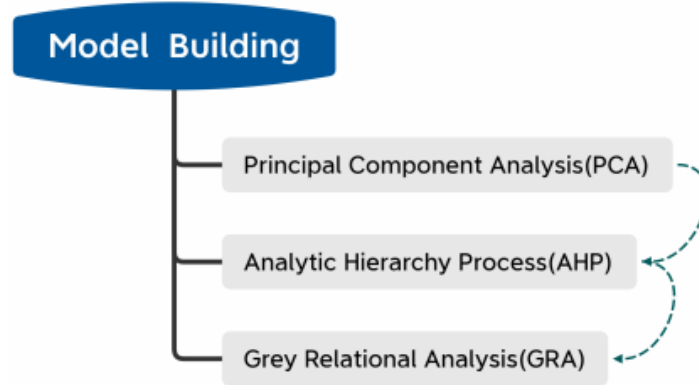 Model Building
Principal Component Analysis(PCA)
Analytic Hierarchy Process(AHP)
Grey Relational Analysis(GRA)